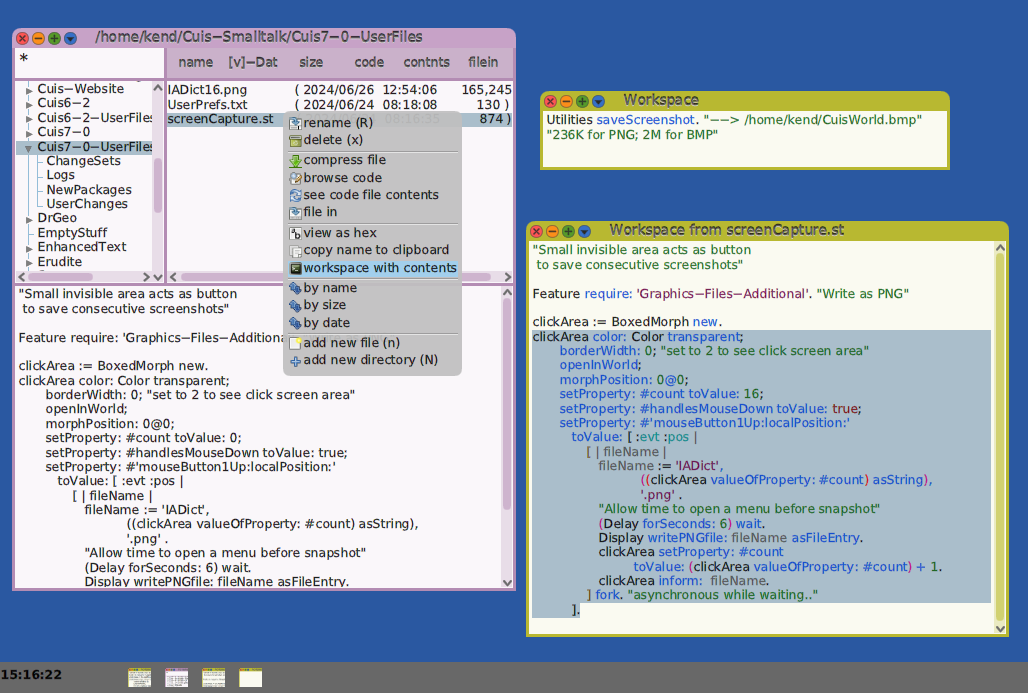 /home/kend/Cuis-Smalltalk/Cuis7-0-UserFiles
*
name [v]-Dat size code contnts filein
Cuis-Website
Cuis6-2
Cuis6-2-UserFiles
Cuis7-0
Cuis7-0-UserFiles
ChangeSets
Logs
NewPackages
UserChanges
DrGeo
EmptyStuff
EnhancedText
Erudite
IADict16.png ( 2024/06/26 12:54:06 165,245
UserPrefs.txt ( 2024/06/24 08:18:08 130 )
screenCapture.st 08:16:35 874 )
rename (R)
delete (x)
compress file
browse code
see code file contents
file in
view as hex
copy name to clipboard
workspace with contents
by name
by size
by date
add new file (n)
add new directory (N)
"Small invisible area acts as button
to save consecutive screenshots"
Feature require: 'Graphics-Files-Additiona
clickArea := BoxedMorph new.
clickArea color: Color transparent;
borderWidth: 0; "set to 2 to see click screen area"
openInWorld;
morphPosition: 0@0;
setProperty: #count toValue: 0;
setProperty: #handlesMouseDown toValue: true;
setProperty: #'mouseButton1Up:localPosition:'
toValue: [ :evt :pos |
[ | fileName |
fileName := 'IADict',
((clickArea valueOfProperty: #count) asString),
'.png' .
"Allow time to open a menu before snapshot"
(Delay forSeconds: 6) wait.
Display writePNGfile: fileName asFileEntry.
Workspace
Utilities saveScreenshot. "--> /home/kend/CuisWorld.bmp"
"236K for PNG; 2M for BMP"
Workspace from screenCapture.st
"Small invisible area acts as button
to save consecutive screenshots"
Feature require: 'Graphics-Files-Additional'. "Write as PNG"
clickArea := BoxedMorph new.
clickArea color: Color transparent;
borderWidth: 0; "set to 2 to see click screen area"
openInWorld;
morphPosition: 0@0;
setProperty: #count toValue: 16;
setProperty: #handlesMouseDown toValue: true;
setProperty: #'mouseButton1Up:localPosition:'
toValue: [ :evt :pos |
[ | fileName |
fileName := 'IADict',
((clickArea valueOfProperty: #count) asString),
'.png' .
"Allow time to open a menu before snapshot"
(Delay forSeconds: 6) wait.
Display writePNGfile: fileName asFileEntry.
clickArea setProperty: #count
toValue: (clickArea valueOfProperty: #count) + 1.
clickArea inform: fileName.
] fork. "asynchronous while waiting.."
].
15:16:22